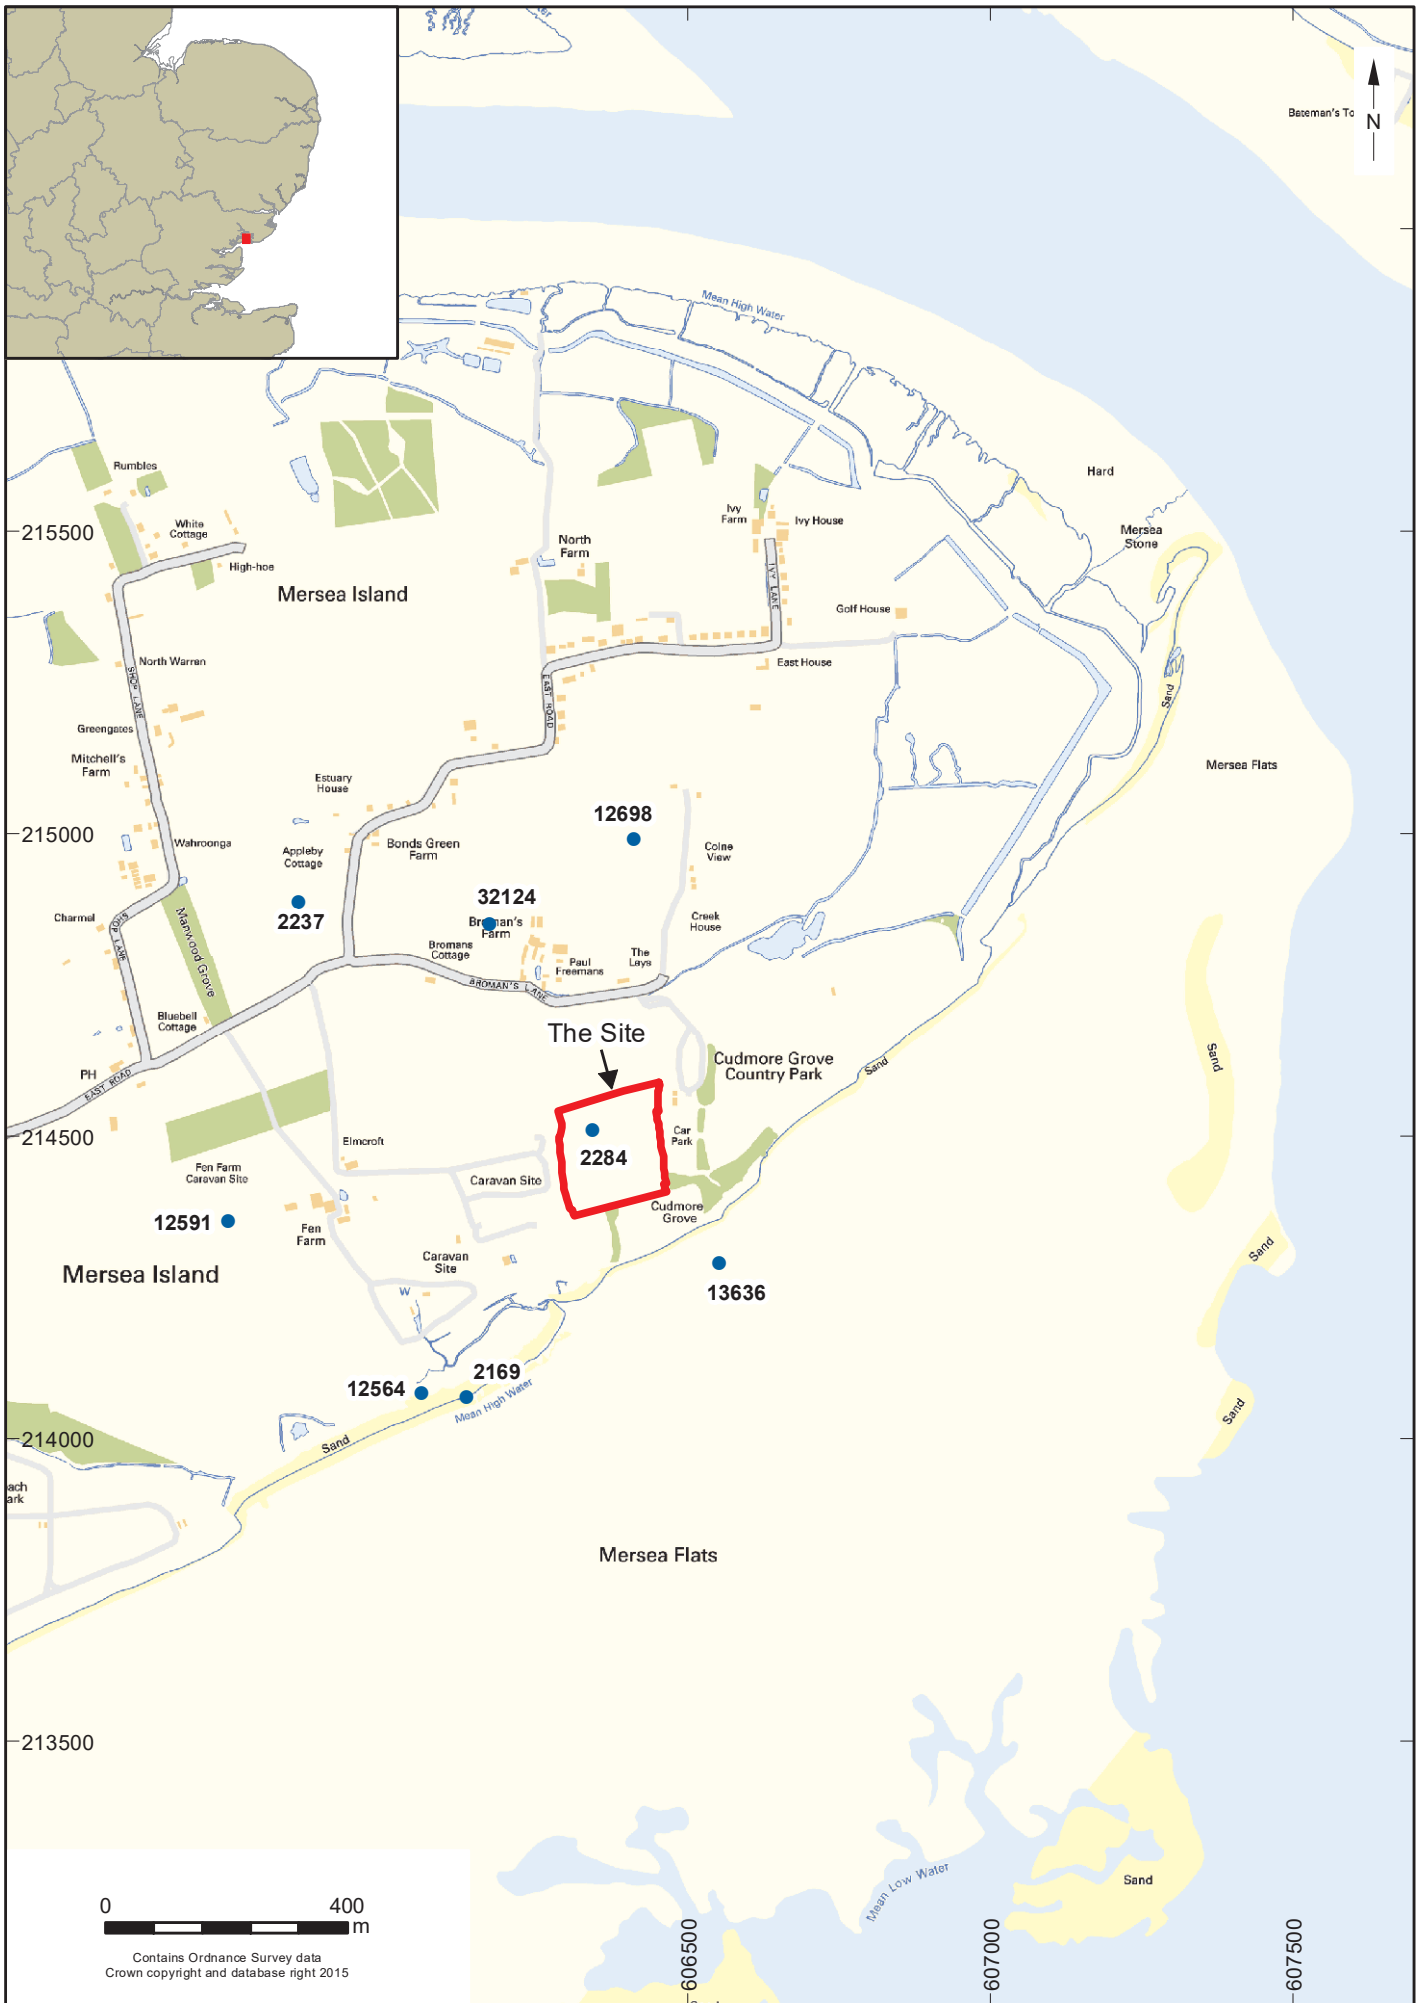 N
Mean High Water
Hard
Rumbles
White
Cottage
High-hoe
Ivy
Farm
Ivy House
Mersea
Stone
215500
North
Farm
Mersea Island
IVY LANE
Golf House
North Warren
SHOP LANE
East House
EAST ROAD
Sand
Greengates
Mitchell's
Farm
Mersea Flats
Estuary
House
12698
215000
Wahroonga
Appleby
Cottage
Bonds Green
Farm
Colne
View
2237
32124
Charmel
SHOP LANE
Manwood Grove
Farm
Bromans
Cottage
Creek
House
Paul
Freemans
The
Leys
BROMAN'S LANE
Bluebell
Cottage
The Site
Sand
PH
EAST ROAD
Cudmore Grove
Country Park
Sand
214500
Elmcroft
2284
Car
Park
Fen Farm
Caravan Site
Caravan Site
Cudmore
Grove
12591
Fen
Farm
Caravan
Site
Sand
Mersea Island
W
13636
12564
2169
Mean High Water
Sand
214000
Sand
ach
ark
Mersea Flats
213500
Mean Low Water
Sand
0 400
m
606500
607000
607500
Contains Ordnance Survey data
Crown copyright and database right 2015